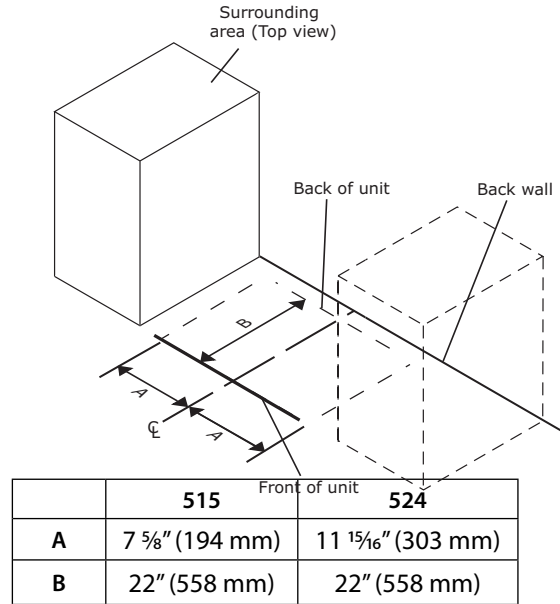 Surrounding
area (Top view)
Back of unit
Back wall
B
A
A
℄
Front of unit
515 524
A 7 ⅝” (194 mm) 11 ¹⁵⁄₁₆” (303 mm)
B 22” (558 mm) 22” (558 mm)